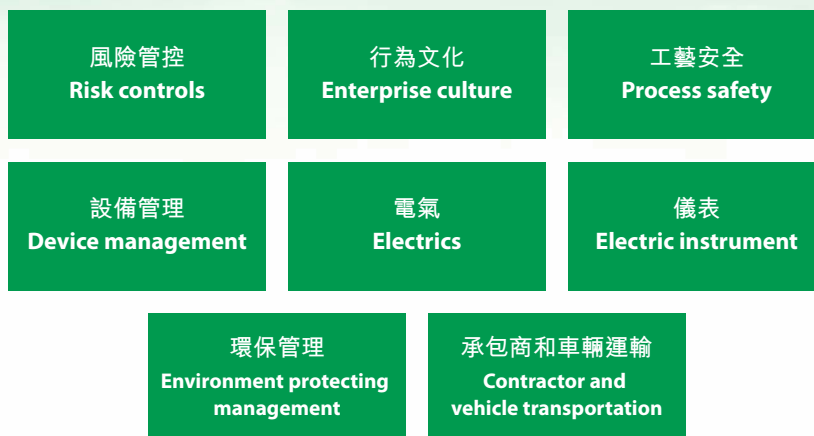 風險管控
Risk controls
行為文化
Enterprise culture
工藝安全
Process safety
設備管理
Device management
電氣
Electrics
儀表
Electric instrument
環保管理
Environment protecting
management
承包商和車輛運輸
Contractor and
vehicle transportation